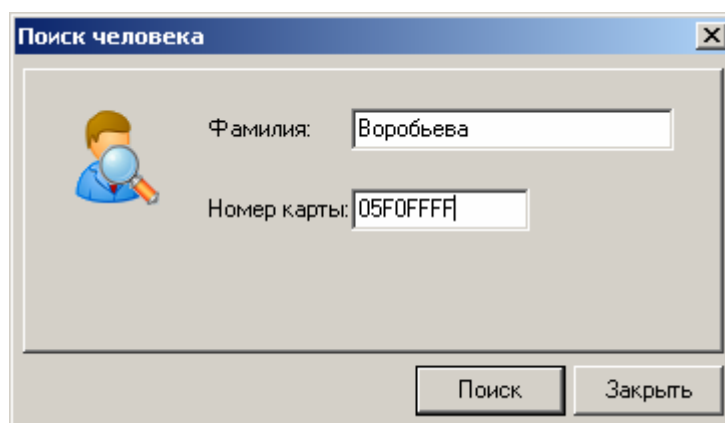 Поиск человека
Фамилия: Воробьева
Номер карты: 05F0FFFF
Поиск Закрыть